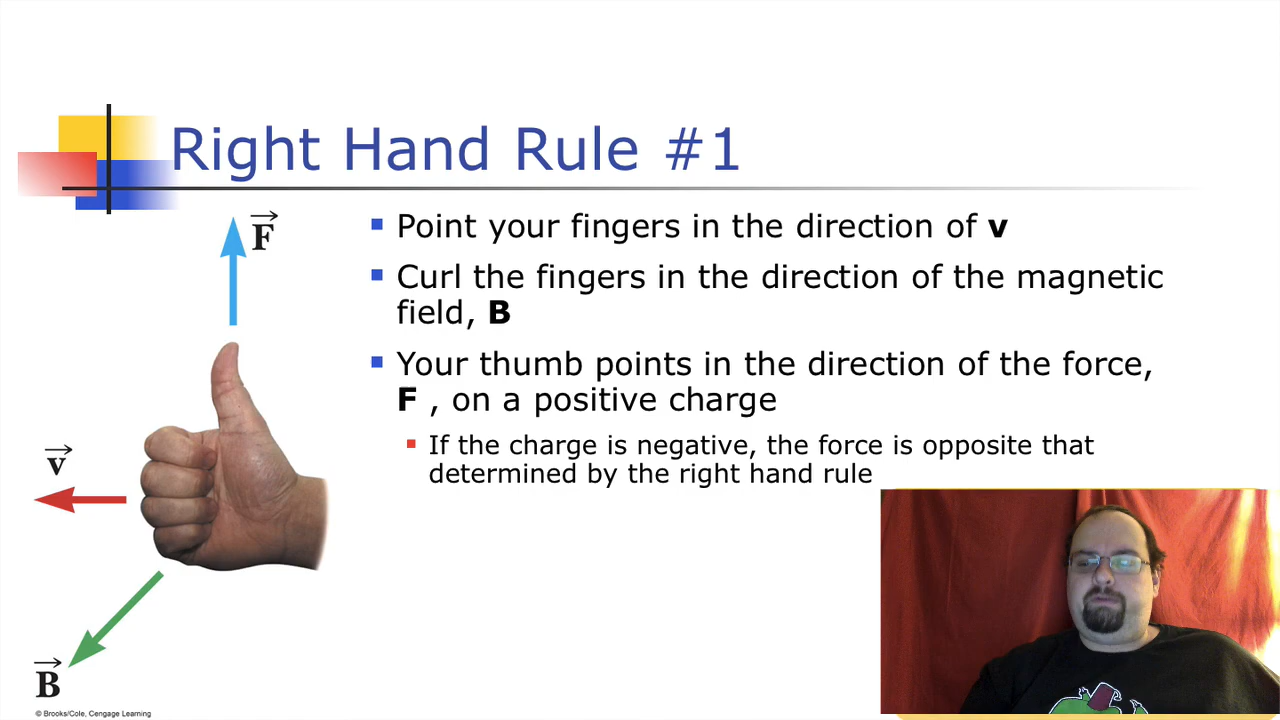 Right Hand Rule #1
F
Point your fingers in the direction of v
Curl the fingers in the direction of the magnetic
field, B
Your thumb points in the direction of the force,
F , on a positive charge
v
If the charge is negative, the force is opposite that
determined by the right hand rule
B
© Brooks/Cole, Cengage Learning